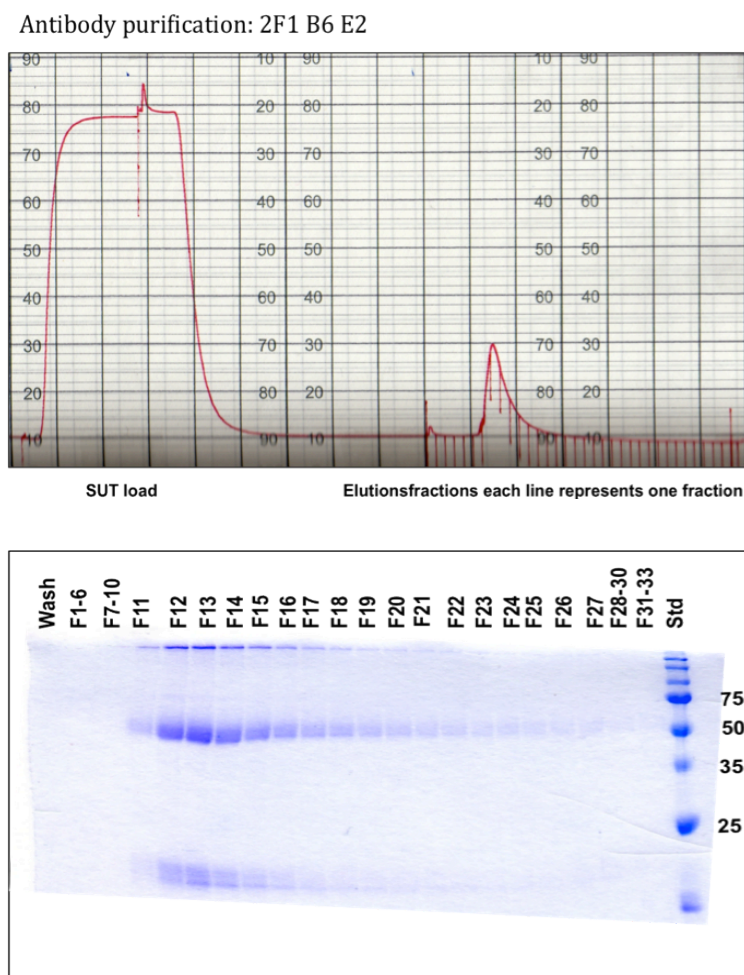 Antibody purification: 2F1 B6 E2
90 10 90 10 90
80 20 80 20 80
70 30 70 30 70
60 40 60 40 60
50 50 50 50 50
40 60 40 60 40
30 70 30 70 30
20 80 20 80 20
10 90 10 90 10
SUT load Elutionsfractions each line represents one fraction
Wash F1-6 F7-10 F11 F12 F13 F14 F15 F16 F17 F18 F19 F20 F21 F22 F23 F24 F25 F26 F27 F28-30 F31-33 Std
75
50
35
25